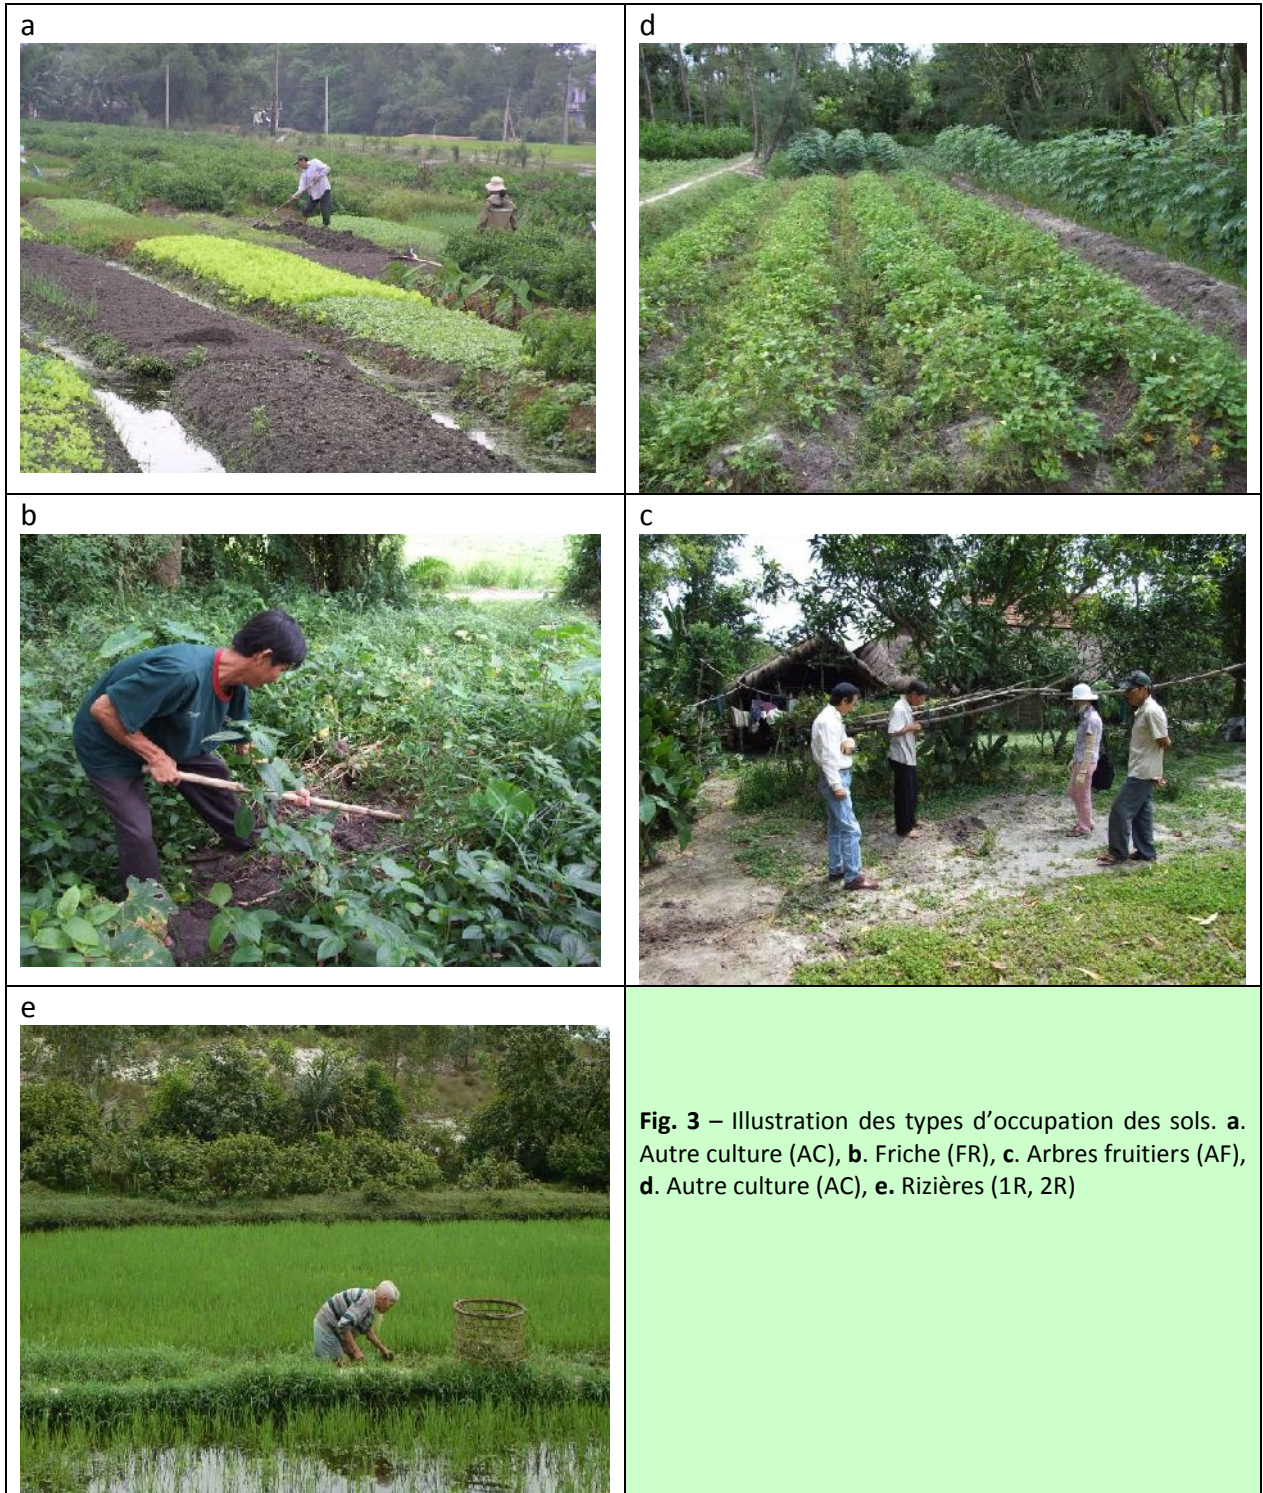 a
d
b
c
e
Fig. 3 – Illustration des types d’occupation des sols. a.
Autre culture (AC), b. Friche (FR), c. Arbres fruitiers (AF),
d. Autre culture (AC), e. Rizières (1R, 2R)